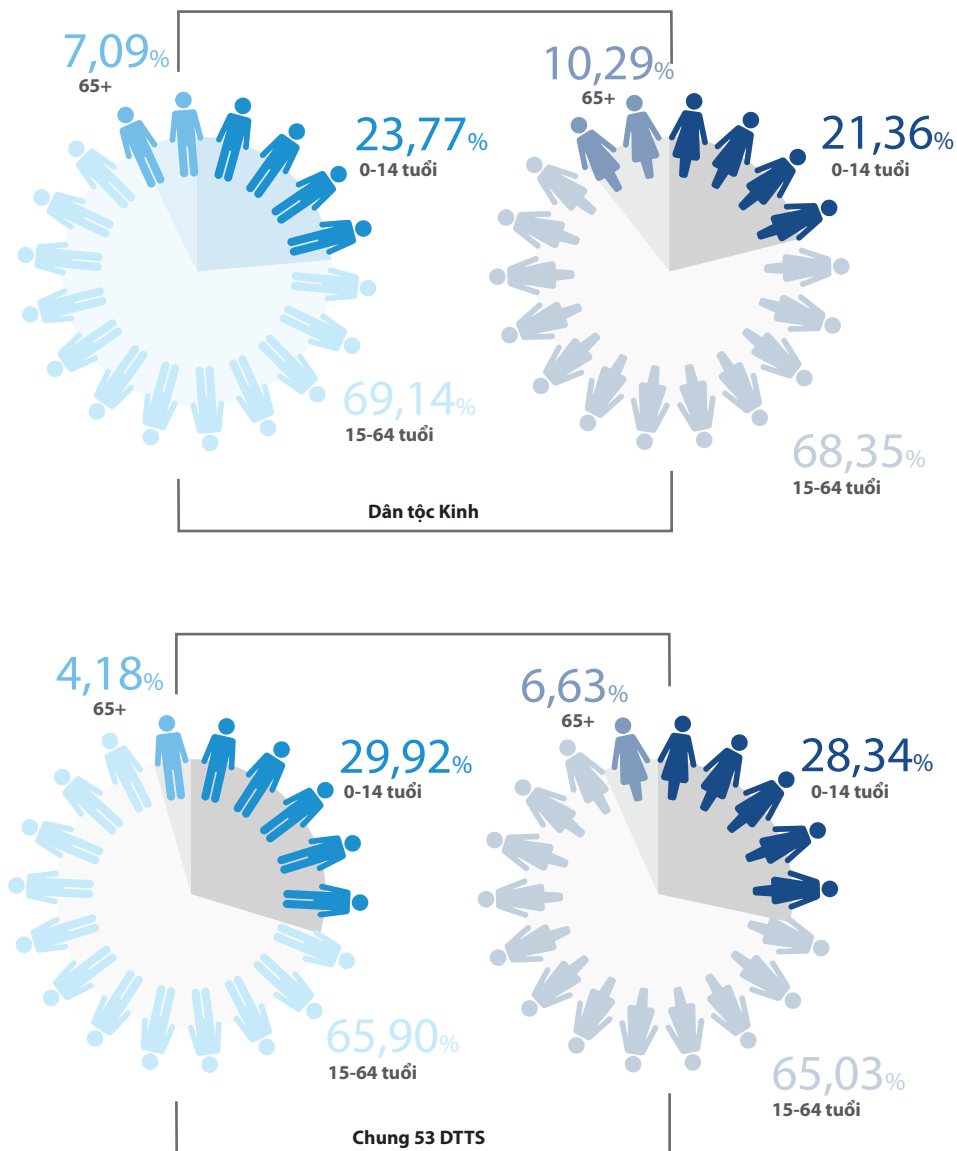 7,09%
65+
23,77%
0-14 tuổi
69,14%
15-64 tuổi
10,29%
65+
21,36%
0-14 tuổi
68,35%
15-64 tuổi
Dân tộc Kinh
4,18%
65+
29,92%
0-14 tuổi
65,90%
15-64 tuổi
6,63%
65+
28,34%
0-14 tuổi
65,03%
15-64 tuổi
Chung 53 DTTS